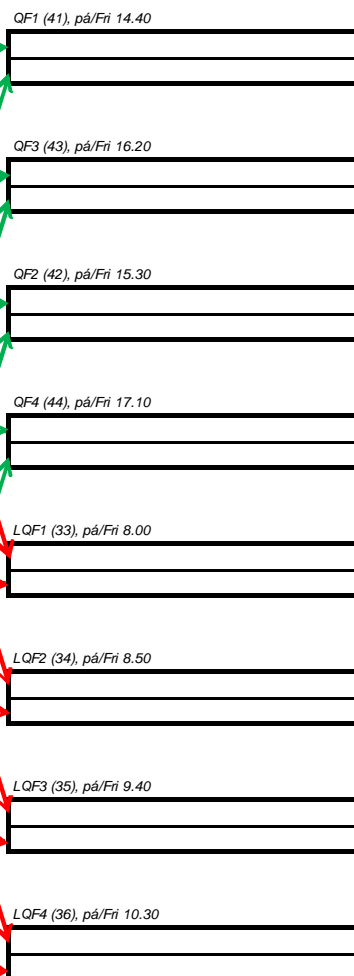 QF1 (41), pá/Fri 14.40
QF3 (43), pá/Fri 16.20
QF2 (42), pá/Fri 15.30
QF4 (44), pá/Fri 17.10
LQF1 (33), pá/Fri 8.00
LQF2 (34), pá/Fri 8.50
LQF3 (35), pá/Fri 9.40
LQF4 (36), pá/Fri 10.30